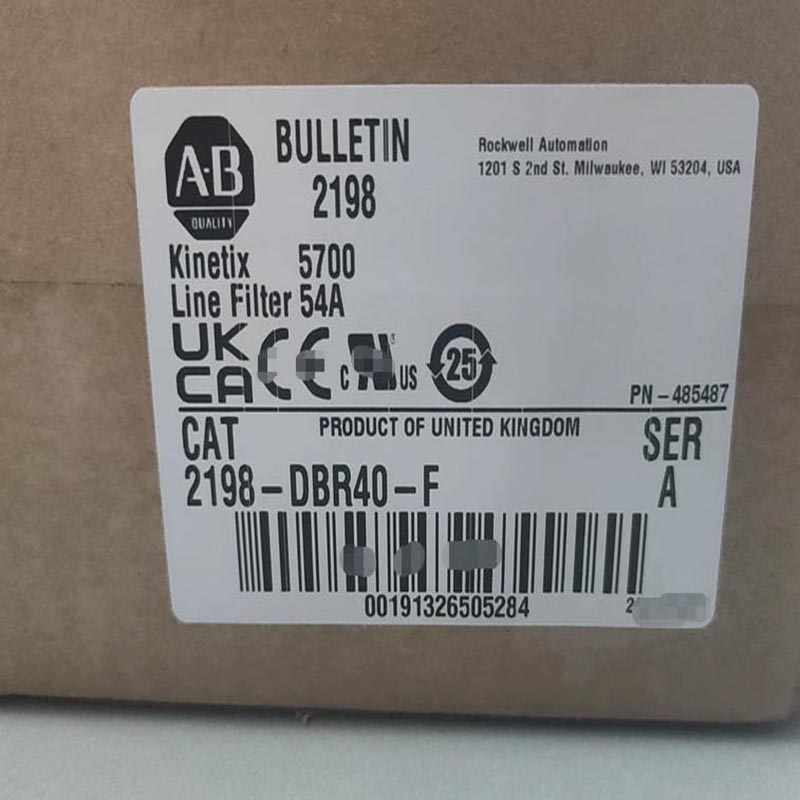 A-B
QUALITY
BULLETIN
2198
Rockwell Automation
1201 S 2nd St. Milwaukee, WI 53204, USA
Kinetix 5700
Line Filter 54A
UK
CA
CE
C US
25
PN-485487
PRODUCT OF UNITED KINGDOM
CAT
SER
2198-DBR40-F
A
00191326505284